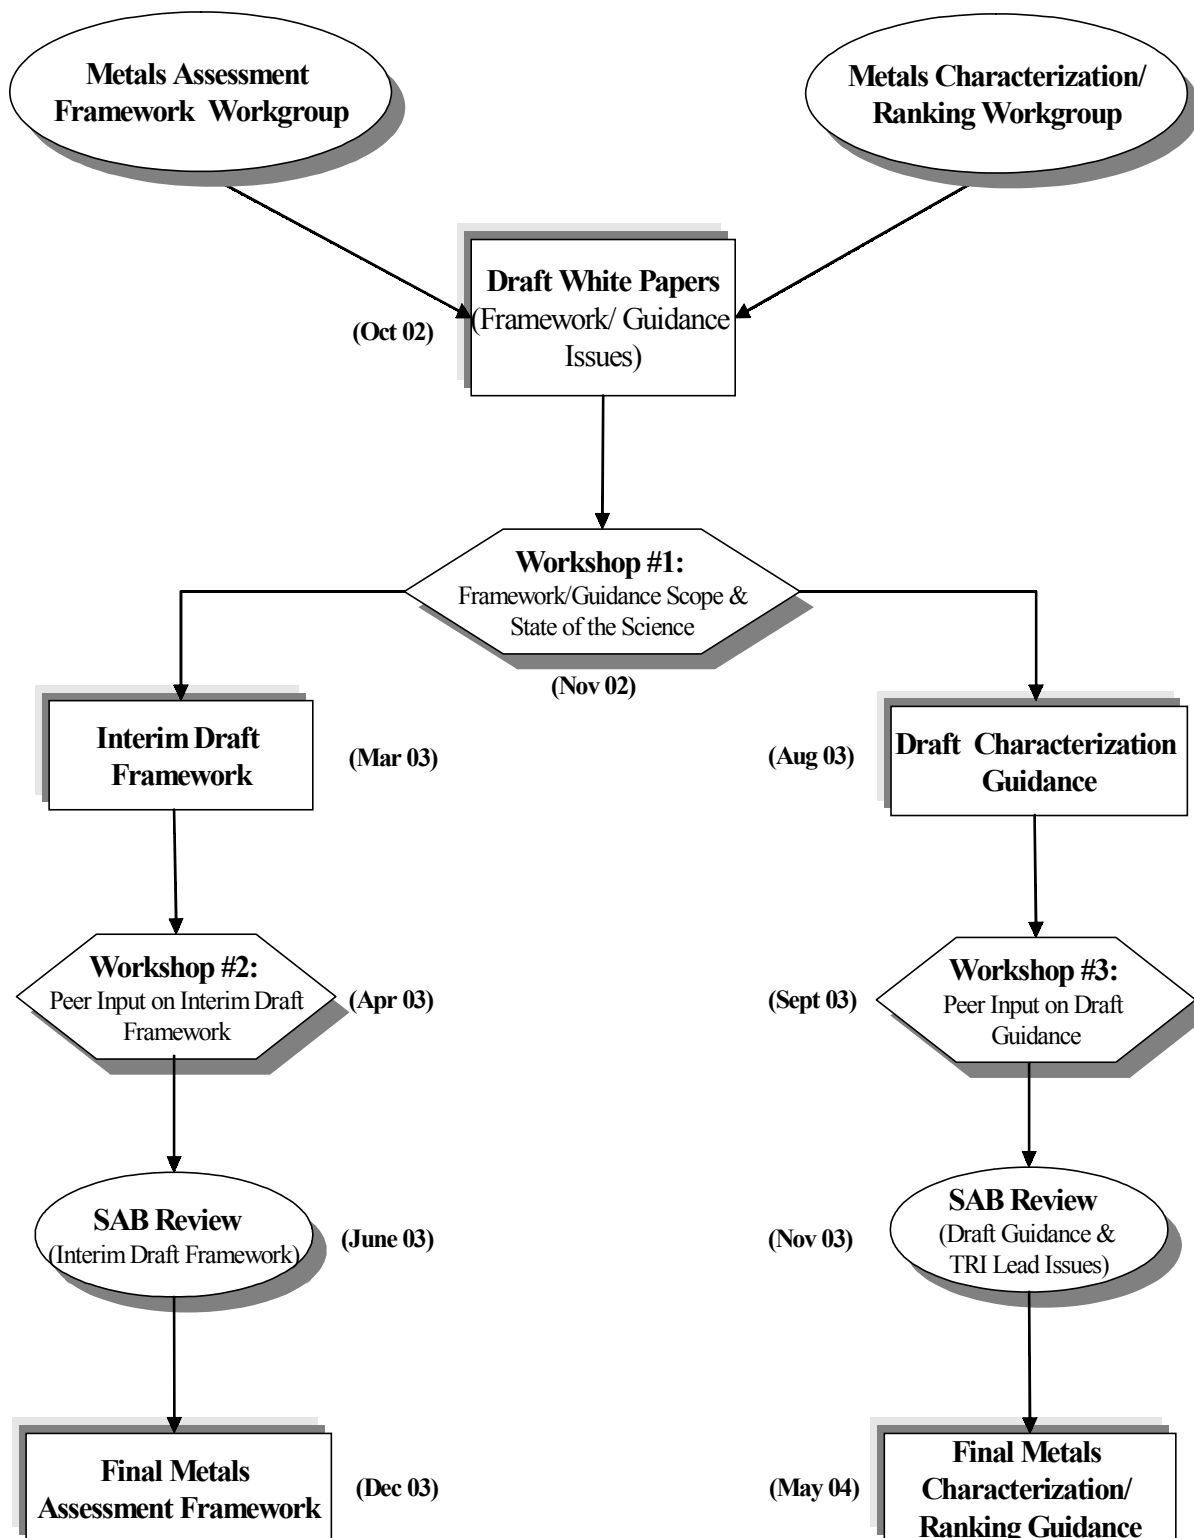 Metals Assessment
Framework Workgroup
Metals Characterization/
Ranking Workgroup
Draft White Papers
(Framework/ Guidance
Issues)
(Oct 02)
Workshop #1:
Framework/Guidance Scope &
State of the Science
(Nov 02)
Interim Draft
Framework
(Mar 03)
(Aug 03)
Draft Characterization
Guidance
Workshop #2:
Peer Input on Interim Draft
Framework
(Apr 03)
(Sept 03)
Workshop #3:
Peer Input on Draft
Guidance
SAB Review
(Interim Draft Framework)
(June 03)
(Nov 03)
SAB Review
(Draft Guidance &
TRI Lead Issues)
Final Metals
Assessment Framework
(Dec 03)
(May 04)
Final Metals
Characterization/
Ranking Guidance